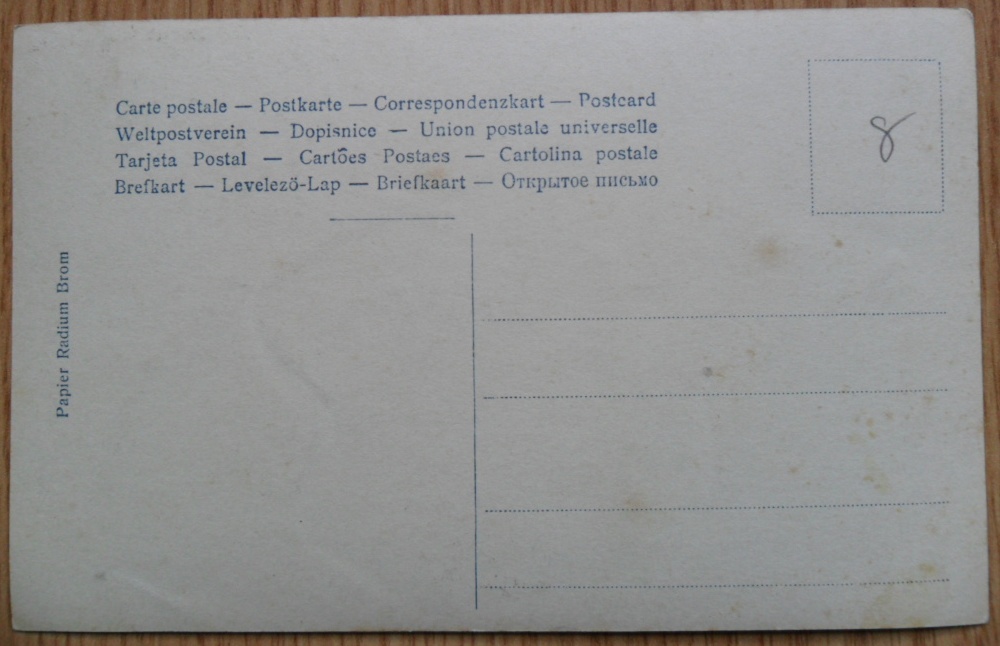 Carte postale — Postkarte — Correspondenzkart — Postcard
Weltpostverein — Dopisnice — Union postale universelle
Tarjeta Postal — Cartões Postaes — Cartolina postale
Brefkart — Levelező-Lap — Briefkaart — Открытое письмо
8
Papier Radium Brom